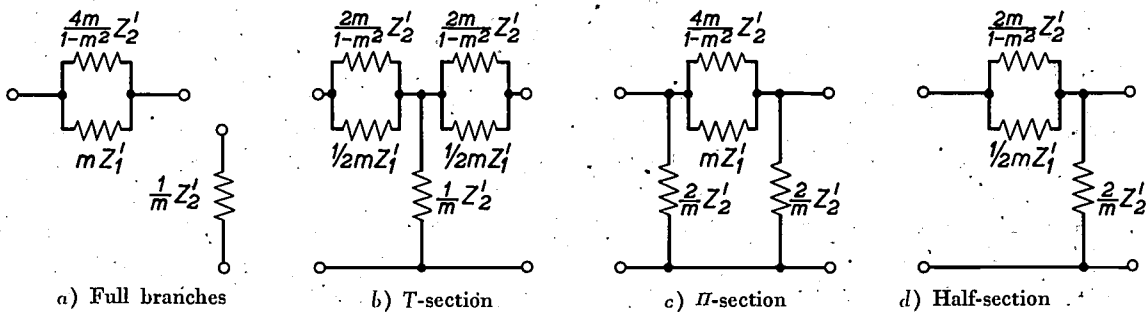 4m/1-m² Z₂′
mZ₁′
1/m Z₂′
a) Full branches
2m/1-m² Z₂′ 2m/1-m² Z₂′
½mZ₁′ ½mZ₁′
1/m Z₂′
b) T-section
4m/1-m² Z₂′
mZ₁′
2/m Z₂′ 2/m Z₂′
c) Π-section
2m/1-m² Z₂′
½mZ₁′
2/m Z₂′
d) Half-section